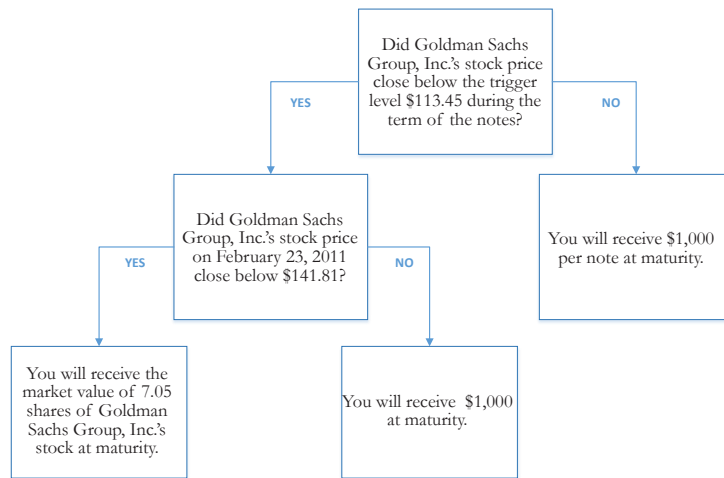 Did Goldman Sachs
Group, Inc.'s stock price
close below the trigger
level $113.45 during the
term of the notes?
YES
NO
Did Goldman Sachs
Group, Inc.'s stock price
on February 23, 2011
close below $141.81?
You will receive $1,000
per note at maturity.
YES
NO
You will receive the
market value of 7.05
shares of Goldman
Sachs Group, Inc.'s
stock at maturity.
You will receive $1,000
at maturity.